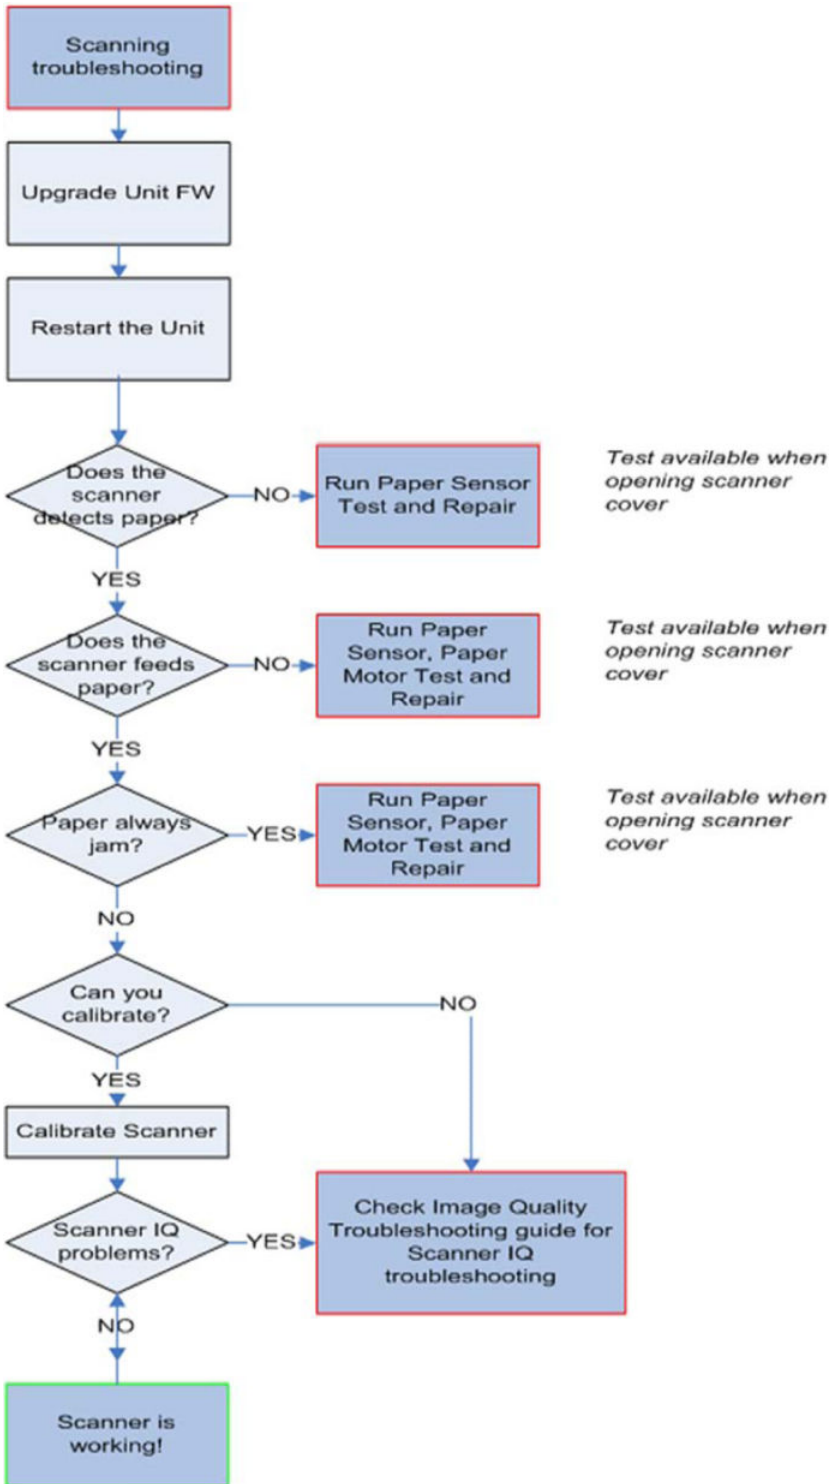 Scanning
troubleshooting
Upgrade Unit FW
Restart the Unit
Does the
scanner
detects paper?
NO
Run Paper Sensor
Test and Repair
Test available when
opening scanner
cover
YES
Does the
scanner feeds
paper?
NO
Run Paper
Sensor, Paper
Motor Test and
Repair
Test available when
opening scanner
cover
YES
Paper always
jam?
YES
Run Paper
Sensor, Paper
Motor Test and
Repair
Test available when
opening scanner
cover
NO
Can you
calibrate?
NO
YES
Calibrate Scanner
Scanner IQ
problems?
YES
Check Image Quality
Troubleshooting guide for
Scanner IQ
troubleshooting
NO
Scanner is
working!